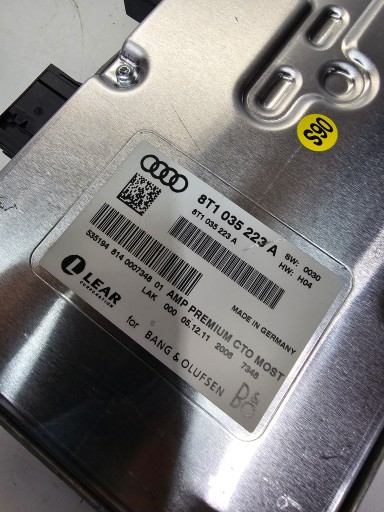 S90
8T1 035 223 A
8T1 035 223 A
SW: 0030
HW: H04
535194 814 0007348 01
AMP PREMIUM CTO MOST
MADE IN GERMANY
LAK 000 05.12.11 2006 7348
LEAR
CORPORATION
for BANG & OLUFSEN
B&O